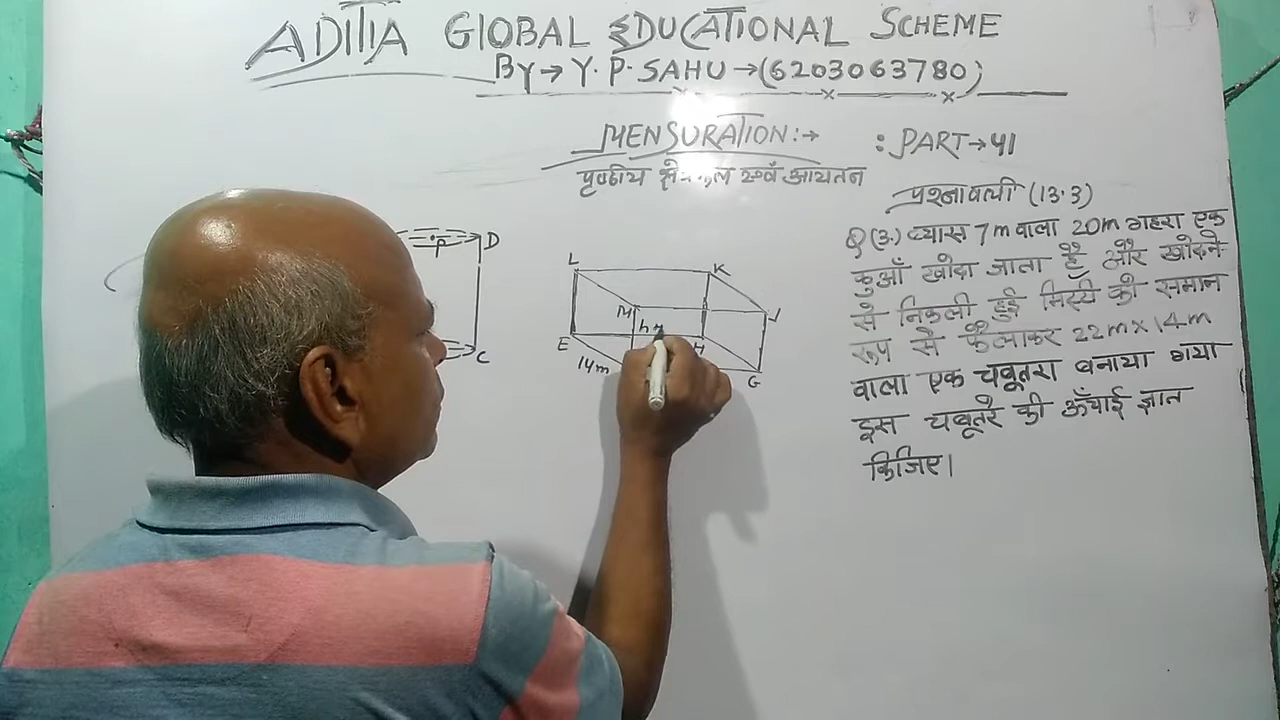 ADITIA GLOBAL EDUCATIONAL SCHEME
By → Y. P. SAHU → (6203063780)
MENSURATION :→ : PART → 41
पृष्ठीय क्षेत्रफल एवं आयतन
प्रश्नावली (13.3)
Q (3.) व्यास 7m वाला 20m गहरा एक
कुआँ खोदा जाता है और खोदने
से निकली हुई मिट्टी को समान
रूप से फैलाकर 22m x 14m
वाला एक चबूतरा बनाया गया
इस चबूतरे की ऊँचाई ज्ञात
किजिए।
P D
C
L K
M J
h
E H
14m G